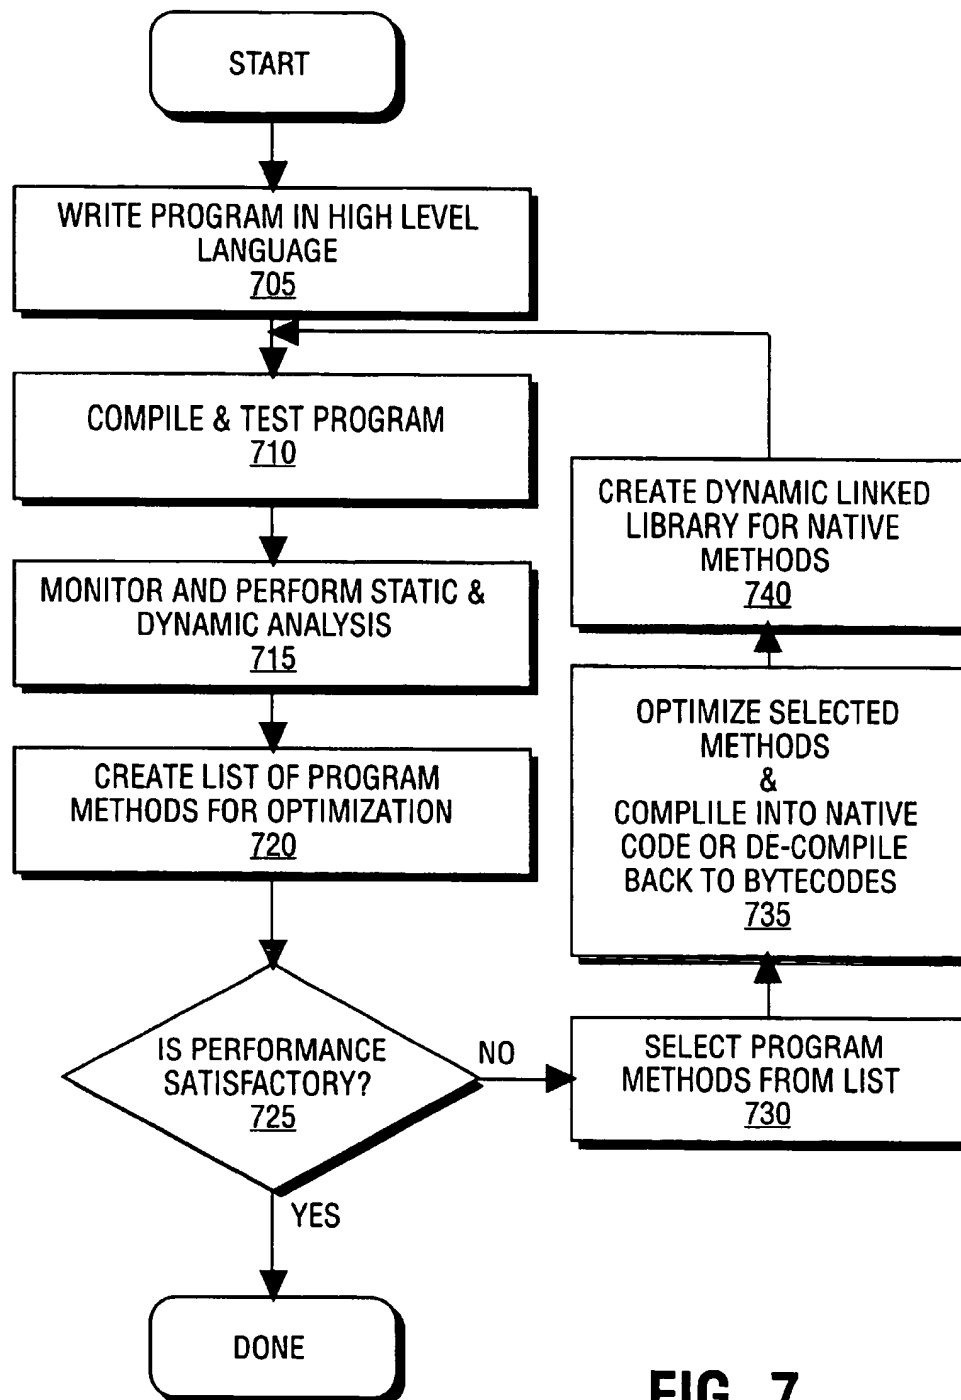 START
WRITE PROGRAM IN HIGH LEVEL
LANGUAGE
705
COMPILE & TEST PROGRAM
710
MONITOR AND PERFORM STATIC &
DYNAMIC ANALYSIS
715
CREATE LIST OF PROGRAM
METHODS FOR OPTIMIZATION
720
IS PERFORMANCE
SATISFACTORY?
725
NO
YES
DONE
SELECT PROGRAM
METHODS FROM LIST
730
OPTIMIZE SELECTED
METHODS
&
COMPLILE INTO NATIVE
CODE OR DE-COMPILE
BACK TO BYTECODES
735
CREATE DYNAMIC LINKED
LIBRARY FOR NATIVE
METHODS
740
FIG. 7